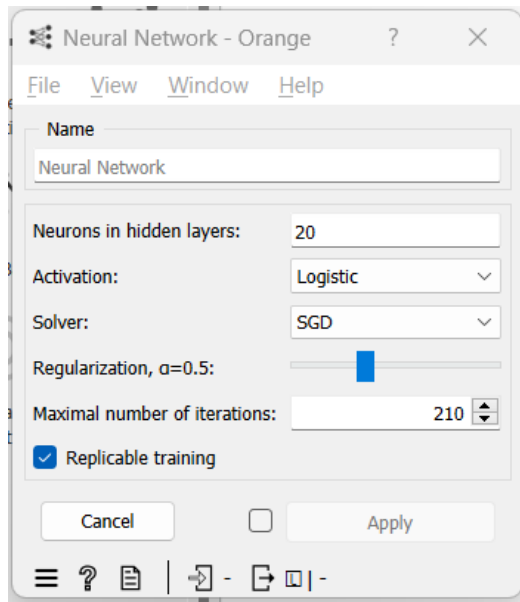 Neural Network - Orange ? ×
File View Window Help
Name
Neural Network
Neurons in hidden layers: 20
Activation: Logistic
Solver: SGD
Regularization, α=0.5:
Maximal number of iterations: 210
Replicable training
Cancel Apply
? - | -